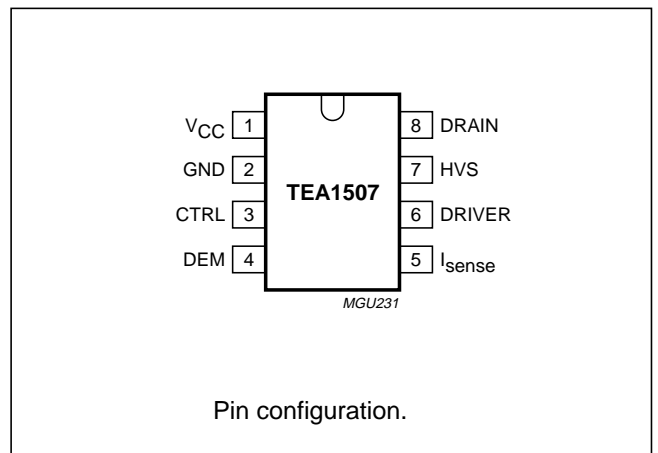 VCC 1
GND 2
CTRL 3
DEM 4
TEA1507
8 DRAIN
7 HVS
6 DRIVER
5 Isense
MGU231
Pin configuration.